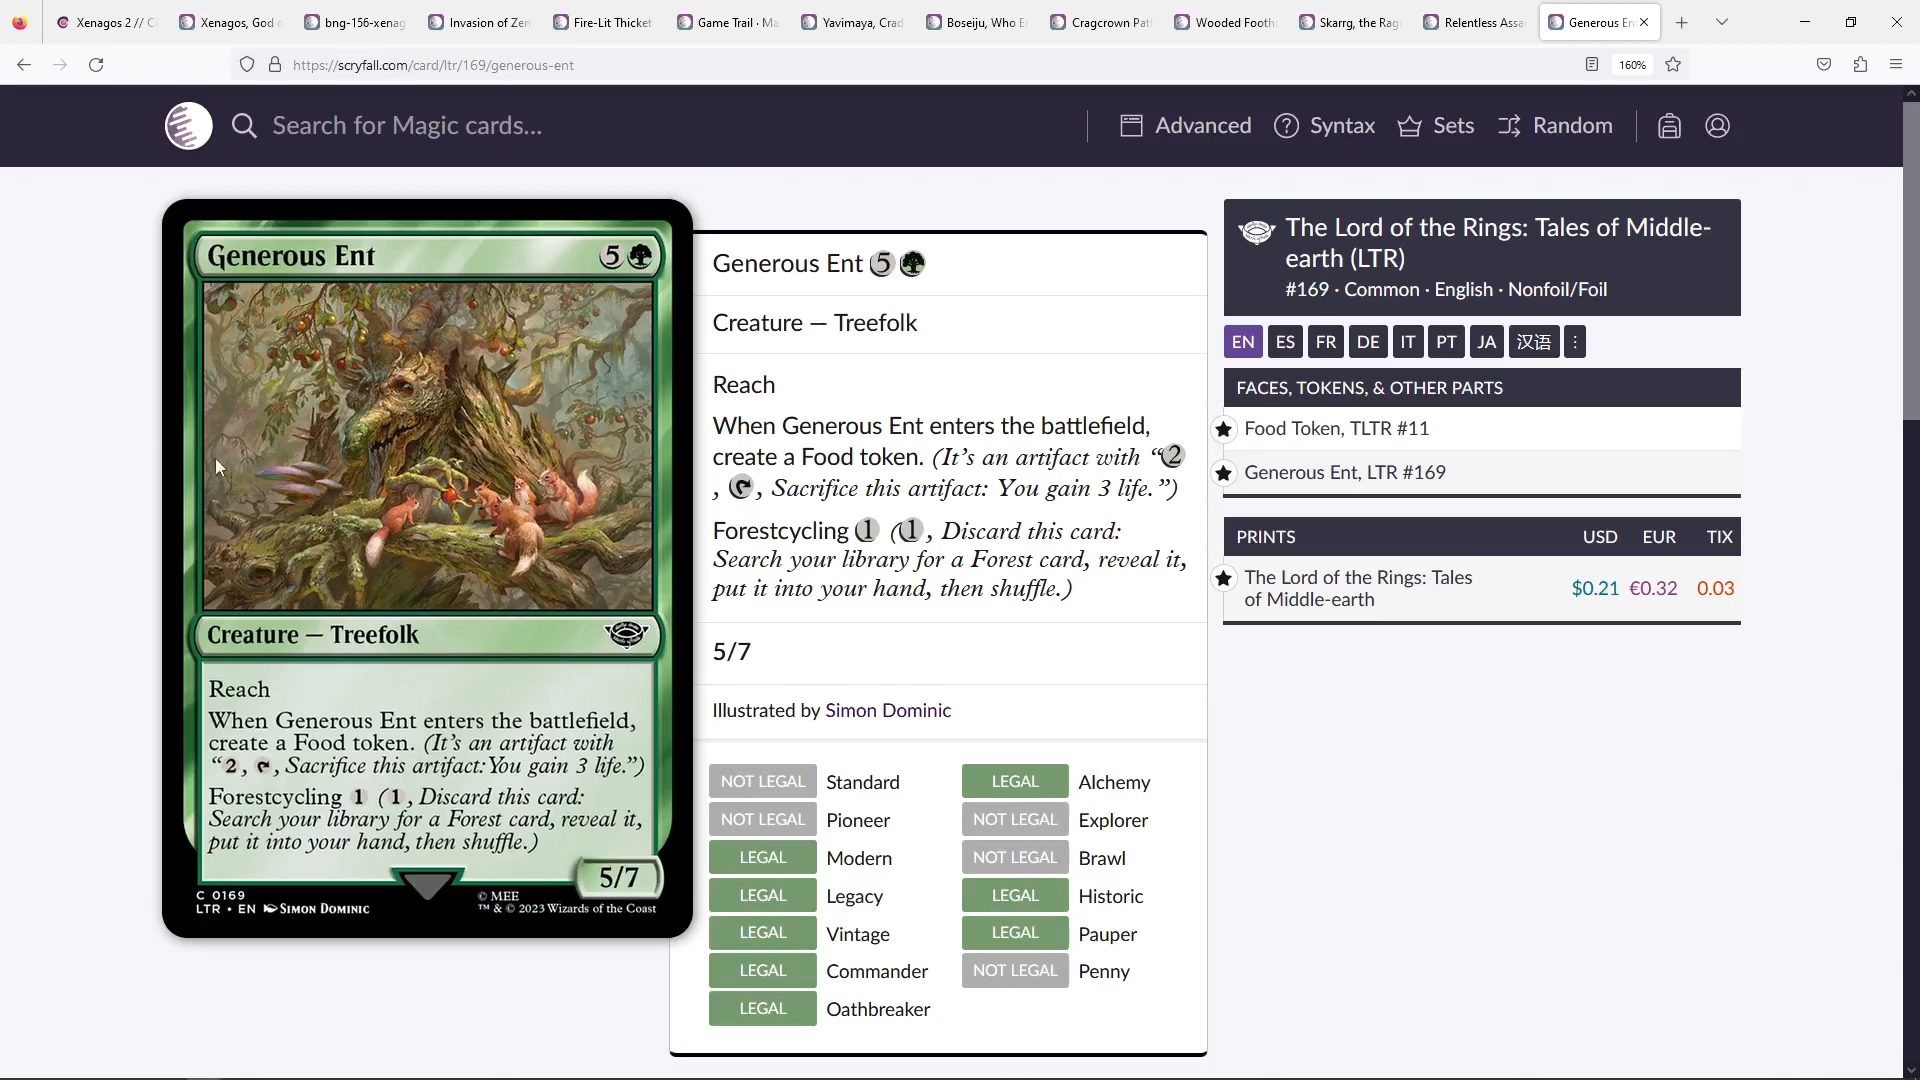 Xenagos 2 // C
Xenagos, God o
bng-156-xenag
Invasion of Zen
Fire-Lit Thicket
Game Trail · Ma
Yavimaya, Crad
Boseiju, Who E
Cragcrown Pat
Wooded Footh
Skarrg, the Rag
Relentless Assa
Generous En
https://scryfall.com/card/ltr/169/generous-ent
160%
Search for Magic cards...
Advanced
Syntax
Sets
Random
Generous Ent 5
Creature — Treefolk
Reach
When Generous Ent enters the battlefield,
create a Food token. (It's an artifact with
"2, , Sacrifice this artifact: You gain 3 life.")
Forestcycling 1 (1, Discard this card:
Search your library for a Forest card, reveal it,
put it into your hand, then shuffle.)
5/7
C 0169
LTR • EN SIMON DOMINIC
© MEE
™ & © 2023 Wizards of the Coast
Generous Ent 5
Creature — Treefolk
Reach
When Generous Ent enters the battlefield,
create a Food token. (It's an artifact with "2
, , Sacrifice this artifact: You gain 3 life.")
Forestcycling 1 (1, Discard this card:
Search your library for a Forest card, reveal it,
put it into your hand, then shuffle.)
5/7
Illustrated by Simon Dominic
NOT LEGAL Standard LEGAL Alchemy
NOT LEGAL Pioneer NOT LEGAL Explorer
LEGAL Modern NOT LEGAL Brawl
LEGAL Legacy LEGAL Historic
LEGAL Vintage LEGAL Pauper
LEGAL Commander NOT LEGAL Penny
LEGAL Oathbreaker
The Lord of the Rings: Tales of Middle-
earth (LTR)
#169 · Common · English · Nonfoil/Foil
EN ES FR DE IT PT JA 汉语
FACES, TOKENS, & OTHER PARTS
Food Token, TLTR #11
Generous Ent, LTR #169
PRINTS USD EUR TIX
The Lord of the Rings: Tales
of Middle-earth $0.21 €0.32 0.03